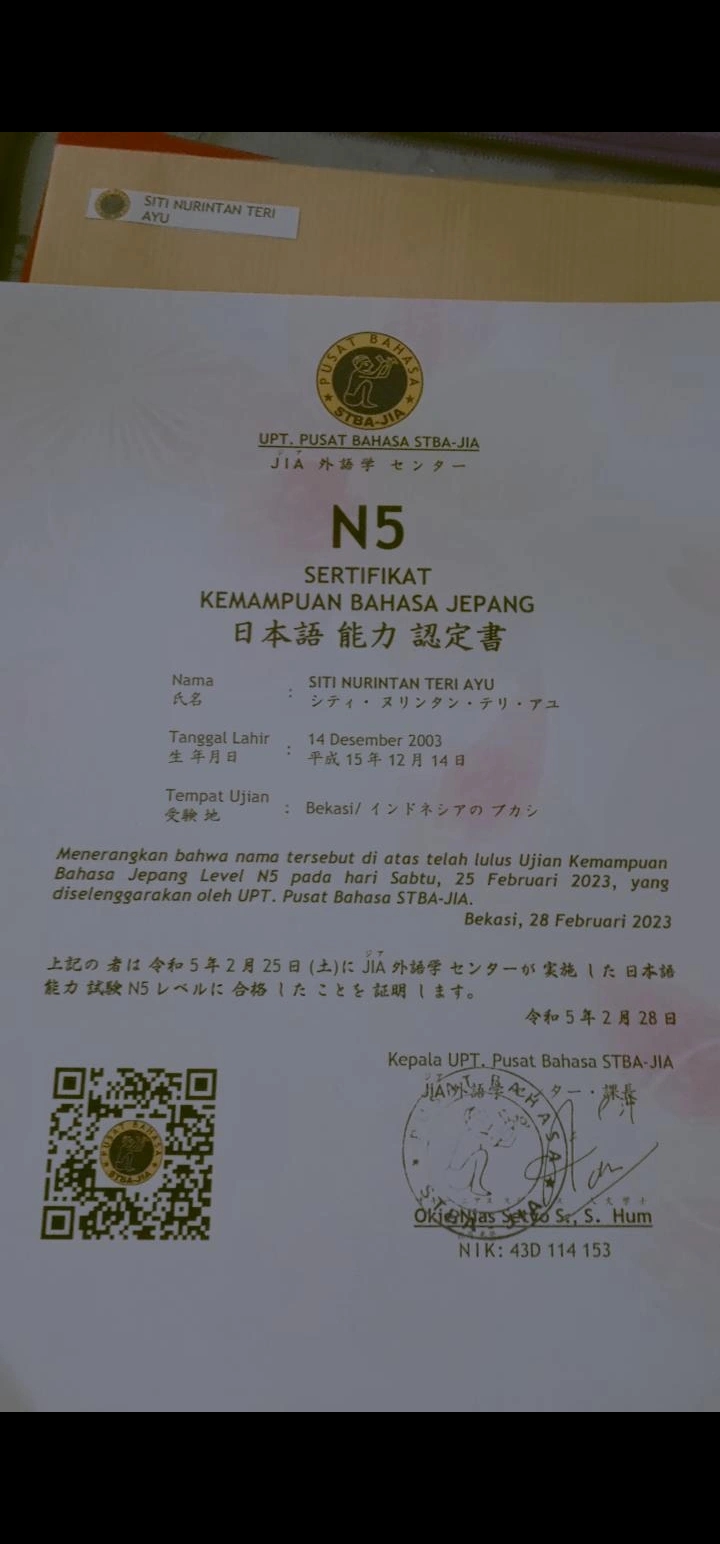 SITI NURINTAN TERI
AYU
PUSAT BAHASA
STBA-JIA
UPT. PUSAT BAHASA STBA-JIA
ジア
JIA 外語学 センター
N5
SERTIFIKAT
KEMAMPUAN BAHASA JEPANG
日本語 能力 認定書
Nama : SITI NURINTAN TERI AYU
氏名 シティ・ ヌリンタン・テリ・アユ
Tanggal Lahir : 14 Desember 2003
生 年月日 平成 15 年 12 月 14 日
Tempat Ujian : Bekasi/ インドネシアの ブカシ
受験 地
Menerangkan bahwa nama tersebut di atas telah lulus Ujian Kemampuan
Bahasa Jepang Level N5 pada hari Sabtu, 25 Februari 2023, yang
diselenggarakan oleh UPT. Pusat Bahasa STBA-JIA.
Bekasi, 28 Februari 2023
ジア
上記の 者は 令和 5 年 2 月 25 日 (土)に JIA 外語学 センターが 実施 した 日本語
能力 試験 N5 レベルに 合格 した ことを 証明 します。
令和 5 年 2 月 28 日
Kepala UPT. Pusat Bahasa STBA-JIA
ジア
JIA 外語学 ター・課長
PUSAT BAHASA
STBA-JIA
S., S. Hum
NIK: 43D 114 153